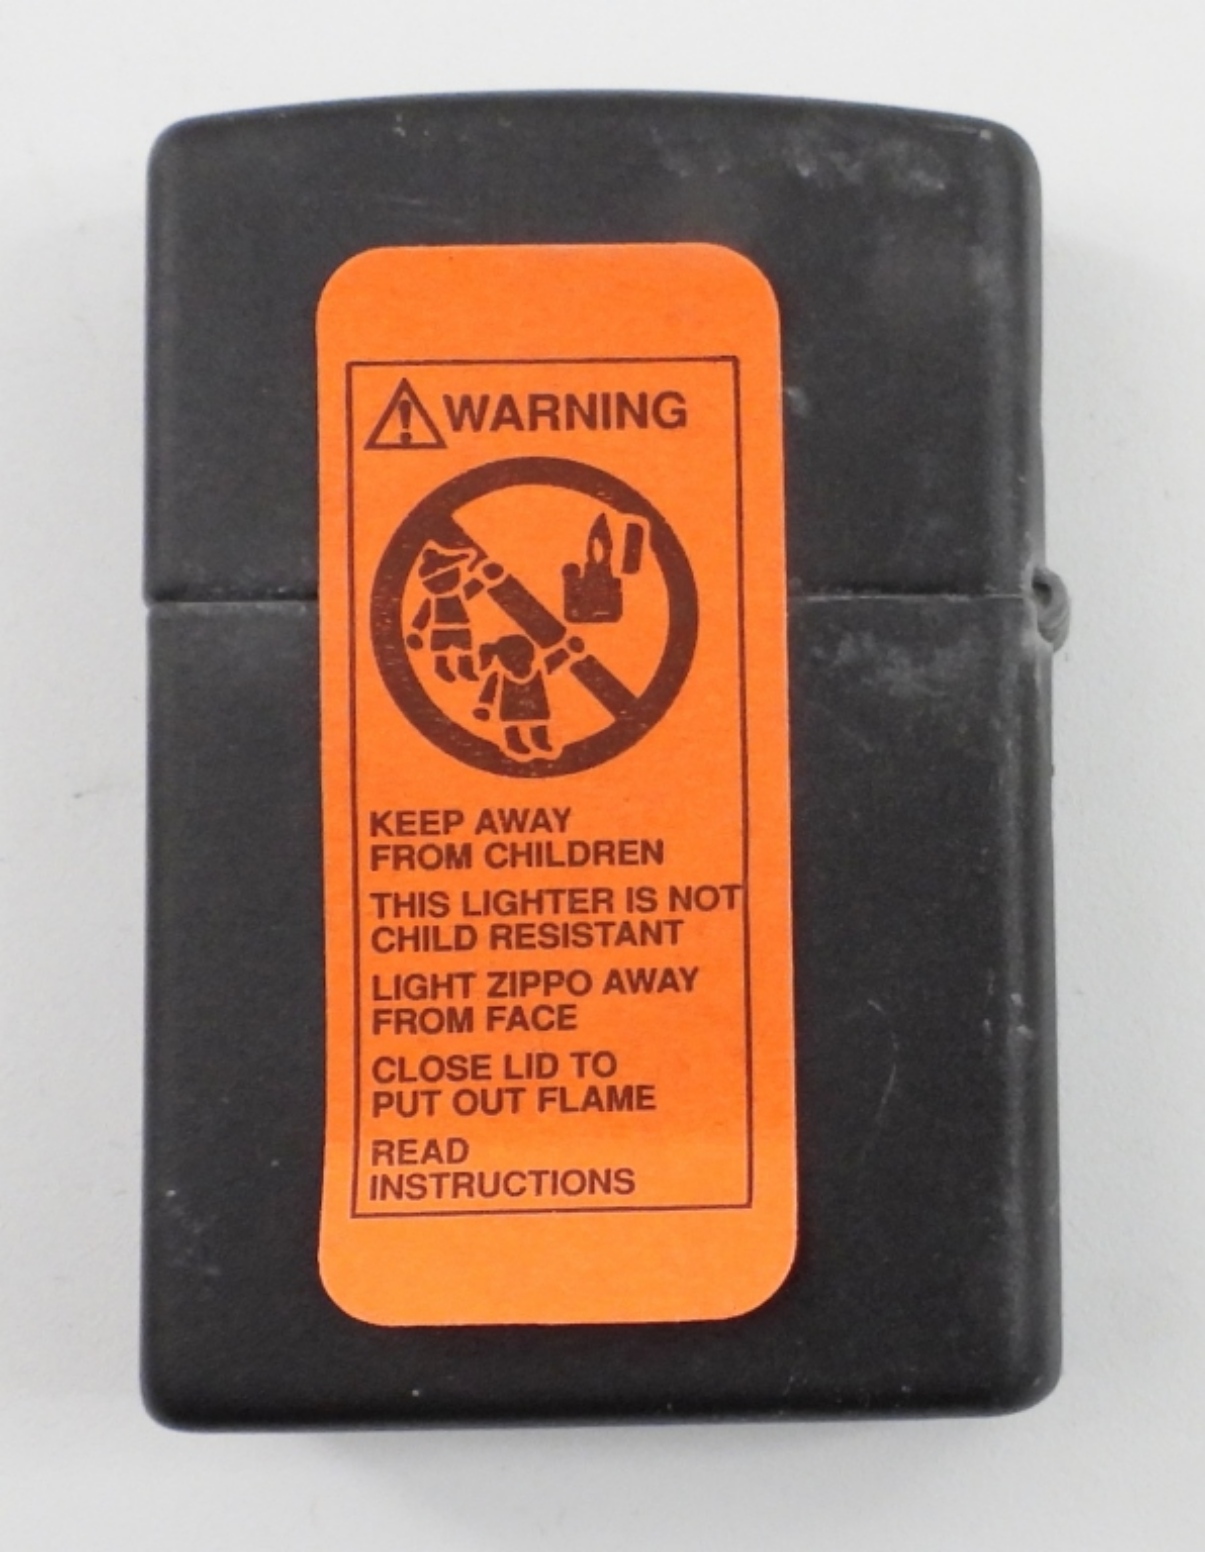 WARNING
KEEP AWAY
FROM CHILDREN
THIS LIGHTER IS NOT
CHILD RESISTANT
LIGHT ZIPPO AWAY
FROM FACE
CLOSE LID TO
PUT OUT FLAME
READ
INSTRUCTIONS